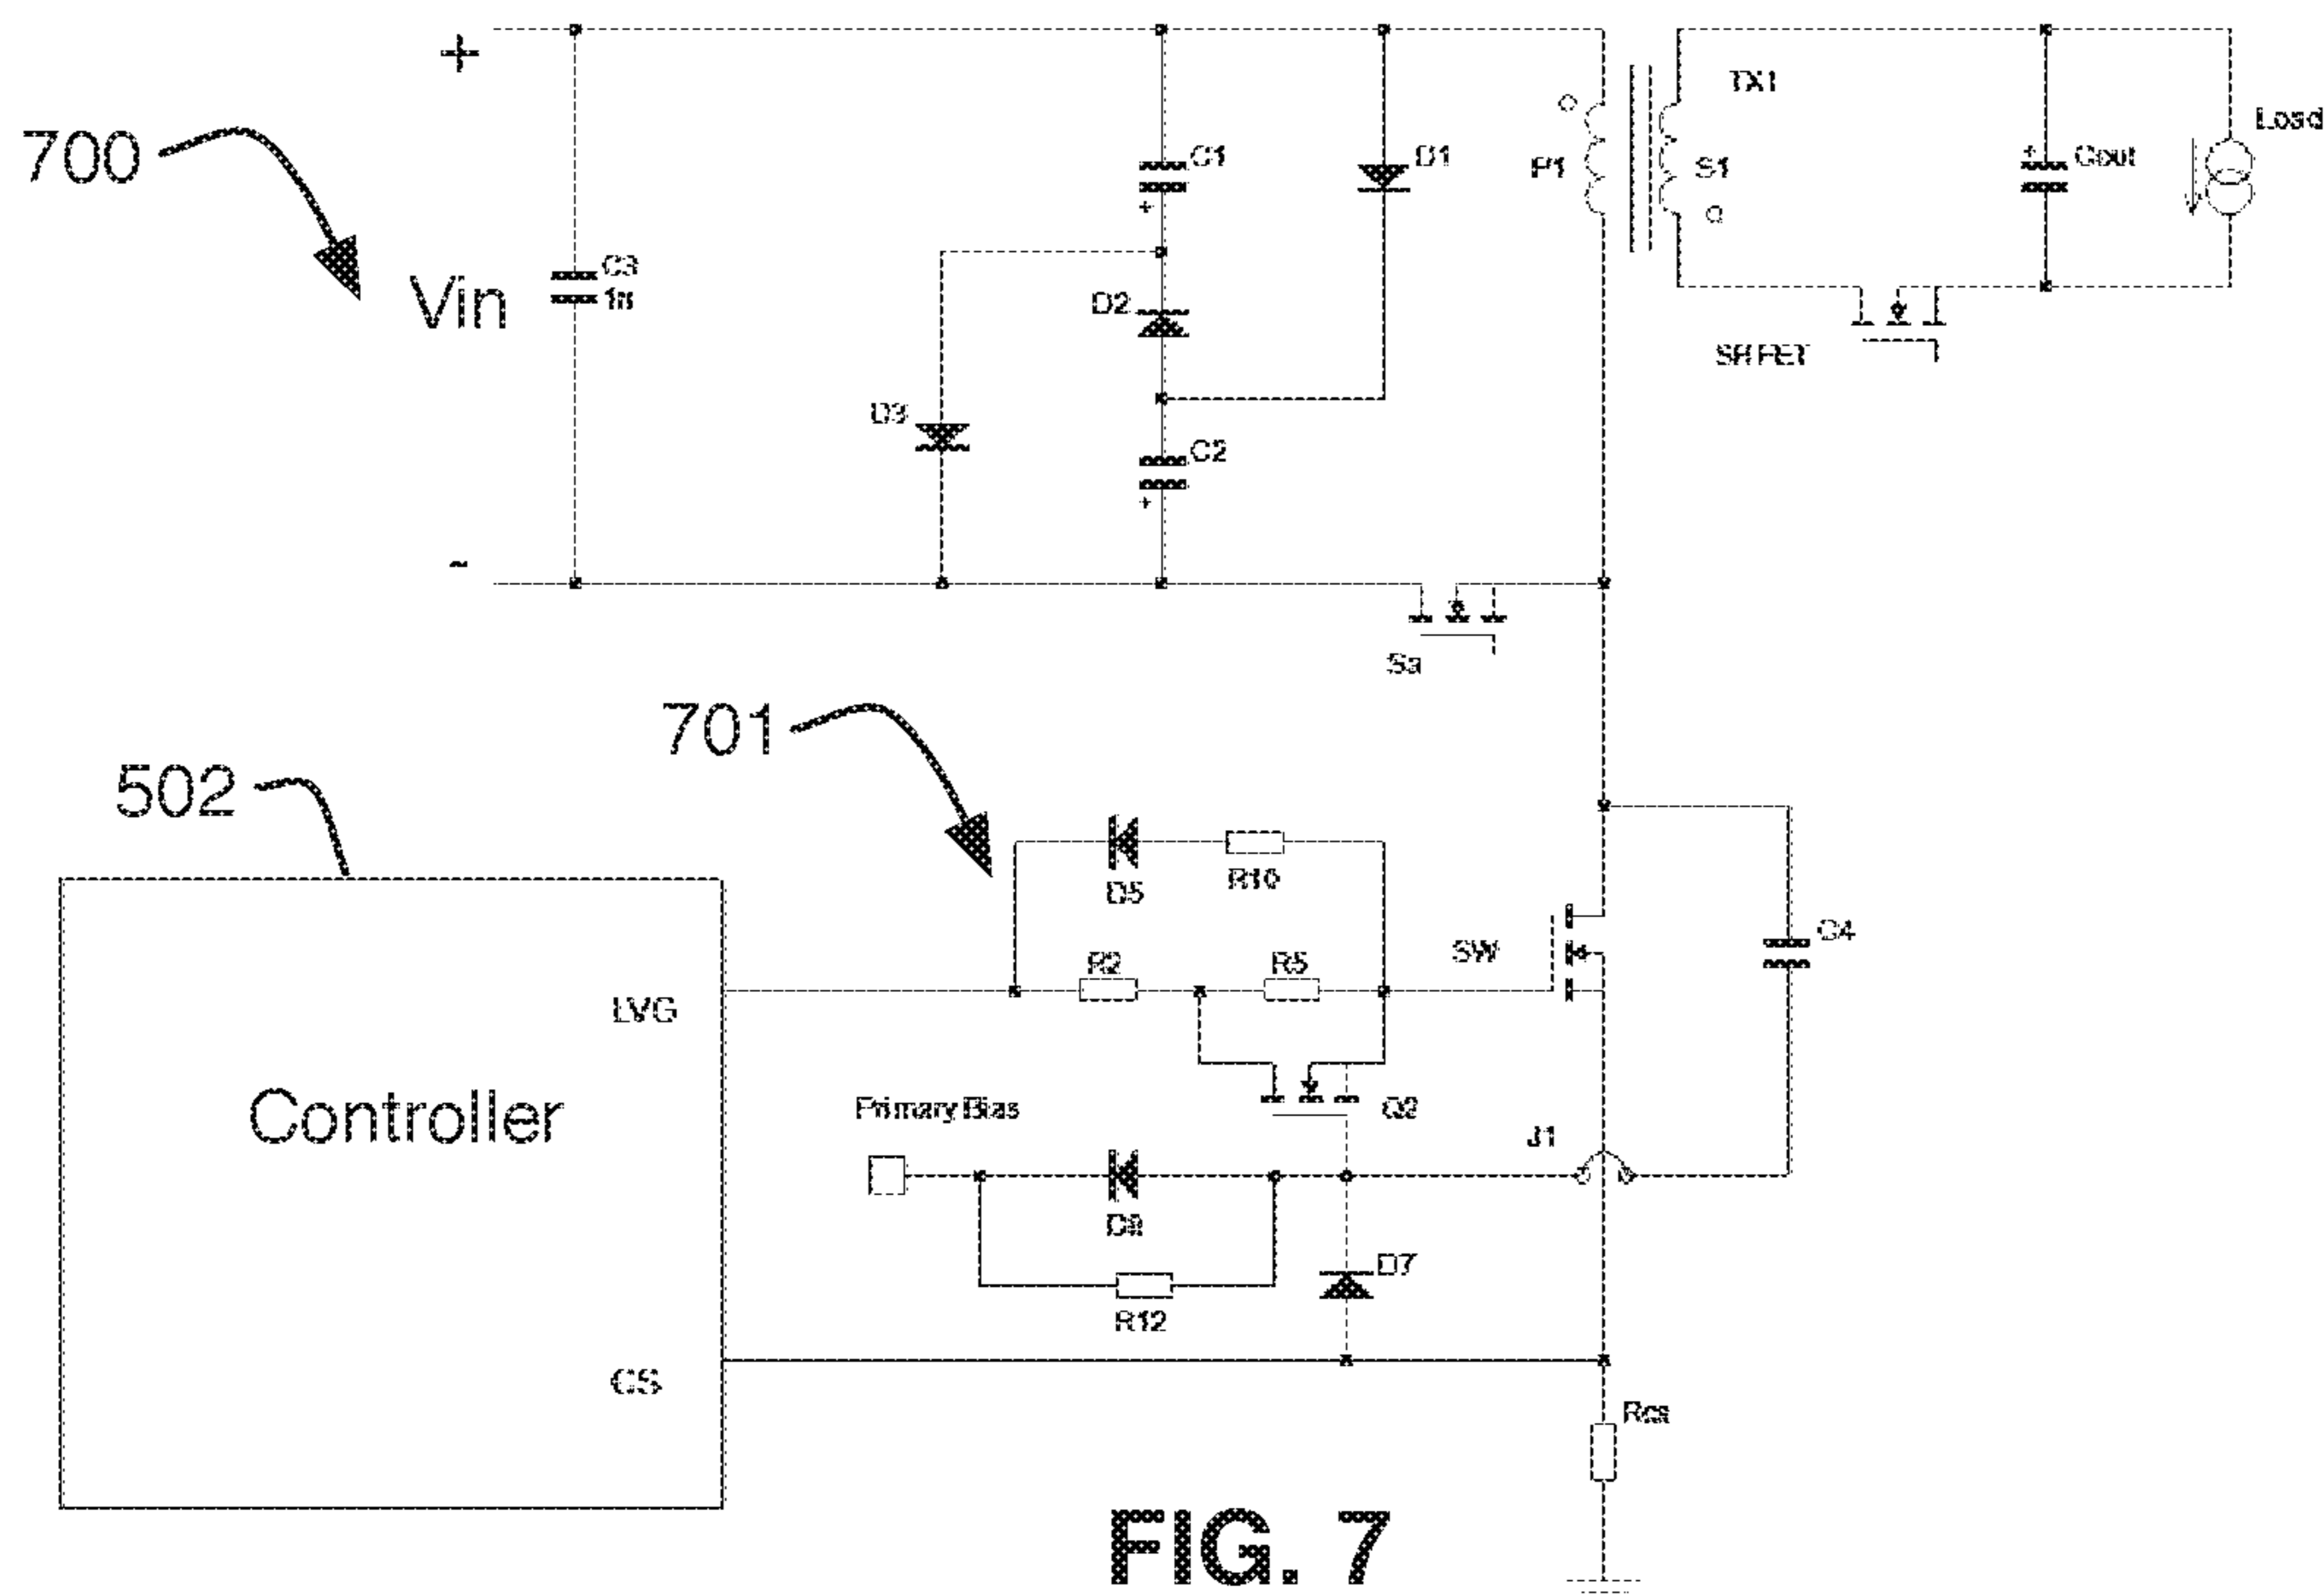 +
TX1
Load
700
C1
D1
P1
S1
Cout
+
+
C3
1n
Vin
D2
SR FET
D3
C2
+
-
Sa
701
502
D5
R10
C4
SW
R2
R5
LVG
Controller
Primary Bias
Q2
J1
D7
R12
CS
Rcs
FIG. 7